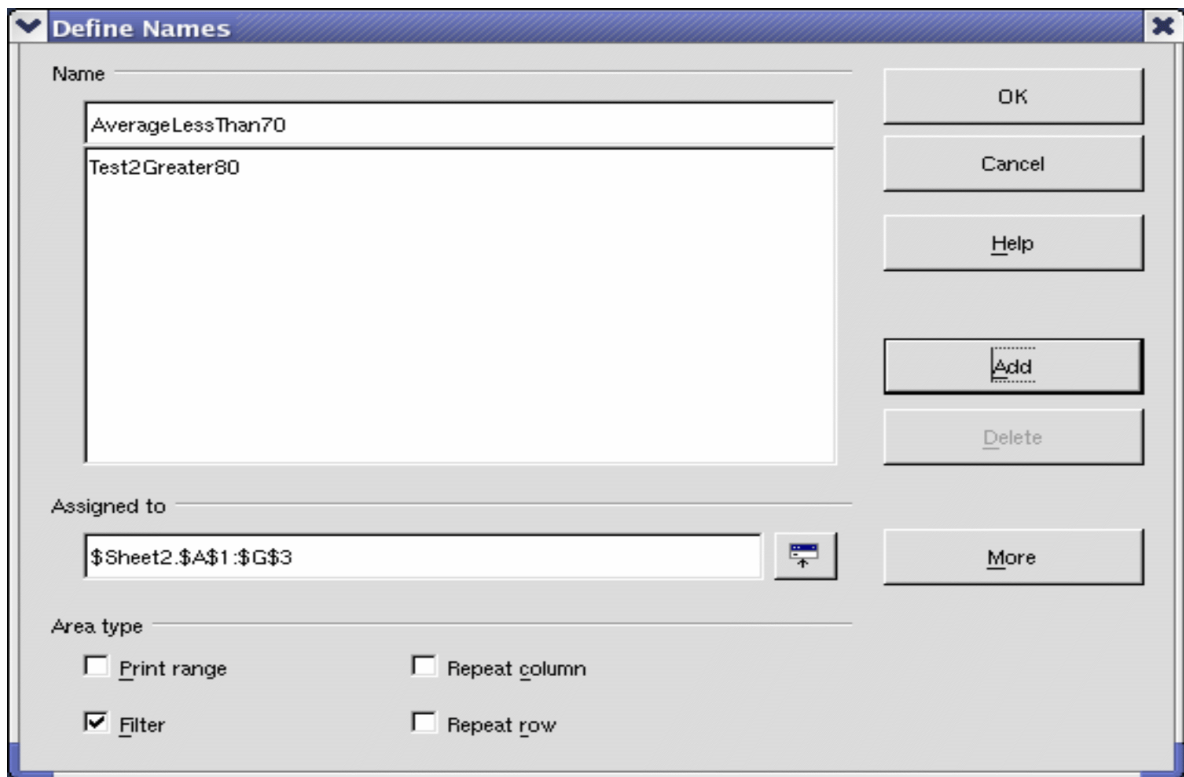 Define Names
Name
AverageLessThan70
Test2Greater80
OK
Cancel
Help
Add
Delete
Assigned to
$Sheet2.$A$1:$G$3
More
Area type
Print range
Repeat column
Filter
Repeat row